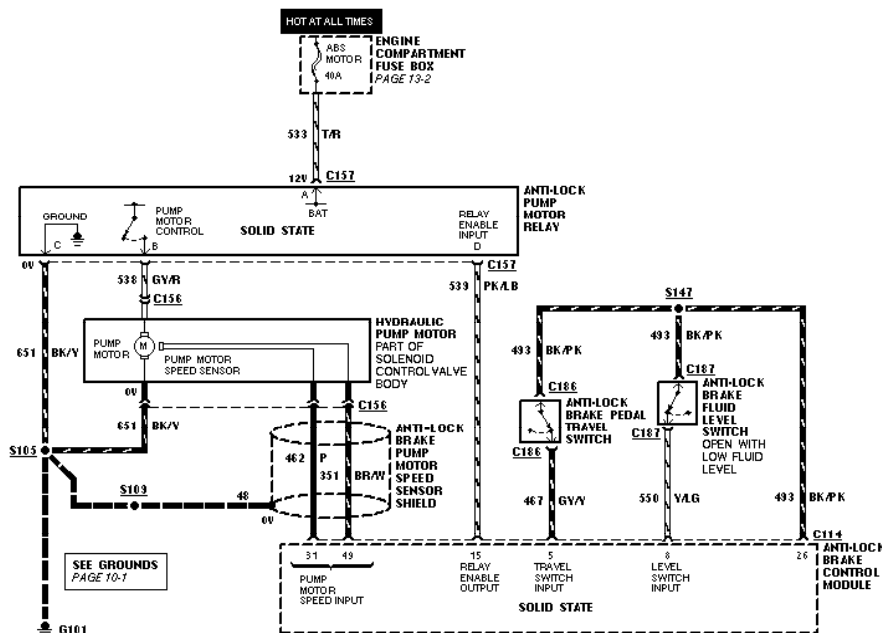 HOT AT ALL TIMES
ABS
MOTOR
40A
ENGINE
COMPARTMENT
FUSE BOX
PAGE 13-2
533 T/R
12V C157
A
BAT
GROUND
C
PUMP
MOTOR
CONTROL
B
SOLID STATE
RELAY
ENABLE
INPUT
D
ANTI-LOCK
PUMP
MOTOR
RELAY
0V
C157
538 GY/R
C156
539 PK/LB
S147
651 BK/Y
PUMP
MOTOR
M
PUMP MOTOR
SPEED SENSOR
HYDRAULIC
PUMP MOTOR
PART OF
SOLENOID
CONTROL VALVE
BODY
493 BK/PK
493 BK/PK
C187
C186
0V
C156
651 BK/Y
ANTI-LOCK
BRAKE
PUMP
MOTOR
SPEED
SENSOR
SHIELD
ANTI-LOCK
BRAKE PEDAL
TRAVEL
SWITCH
C186
ANTI-LOCK
BRAKE
FLUID
LEVEL
SWITCH
OPEN WITH
LOW FLUID
LEVEL
C187
S105
462 P
351 BR/W
S109
48
0V
467 GY/Y
550 Y/LG
493 BK/PK
C114
SEE GROUNDS
PAGE 10-1
31 49
PUMP
MOTOR
SPEED INPUT
15
RELAY
ENABLE
OUTPUT
5
TRAVEL
SWITCH
INPUT
8
LEVEL
SWITCH
INPUT
26
SOLID STATE
ANTI-LOCK
BRAKE
CONTROL
MODULE
G101